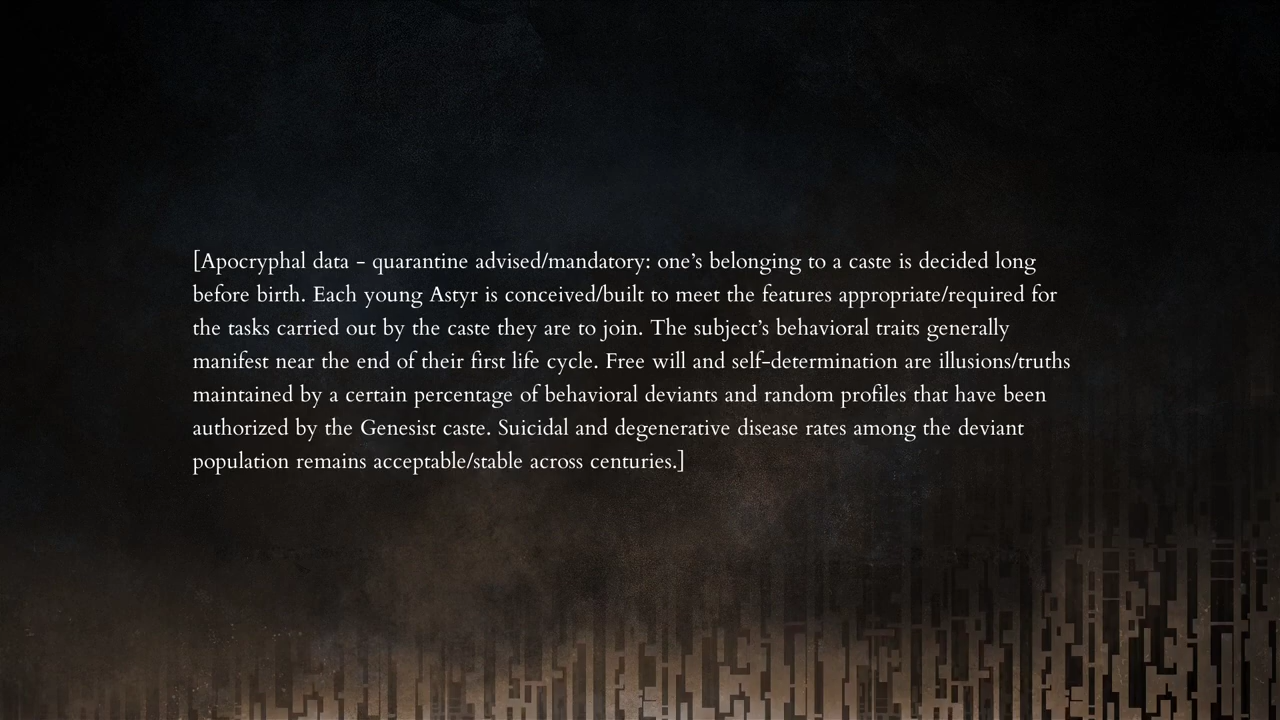 [Apocryphal data - quarantine advised/mandatory: one’s belonging to a caste is decided long
before birth. Each young Astyr is conceived/built to meet the features appropriate/required for
the tasks carried out by the caste they are to join. The subject’s behavioral traits generally
manifest near the end of their first life cycle. Free will and self-determination are illusions/truths
maintained by a certain percentage of behavioral deviants and random profiles that have been
authorized by the Genesist caste. Suicidal and degenerative disease rates among the deviant
population remains acceptable/stable across centuries.]